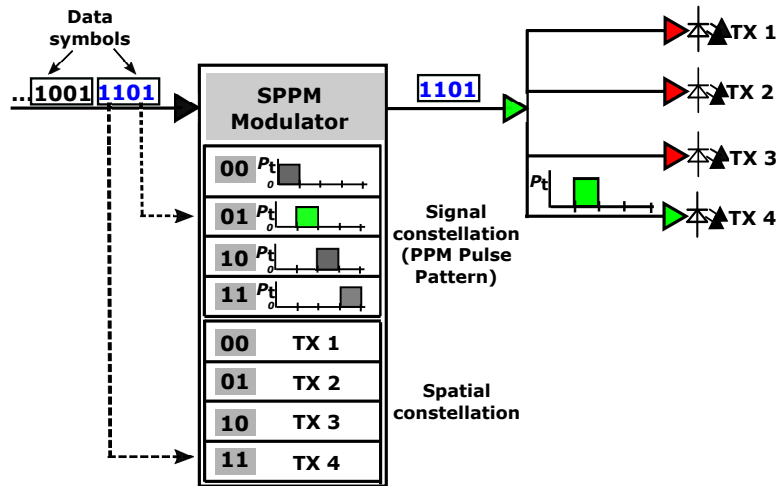 Data
symbols
...1001 1101
SPPM
Modulator
00 Pt 0
01 Pt 0
10 Pt 0
11 Pt 0
00 TX 1
01 TX 2
10 TX 3
11 TX 4
1101
Signal
constellation
(PPM Pulse
Pattern)
Spatial
constellation
TX 1
TX 2
TX 3
Pt
TX 4